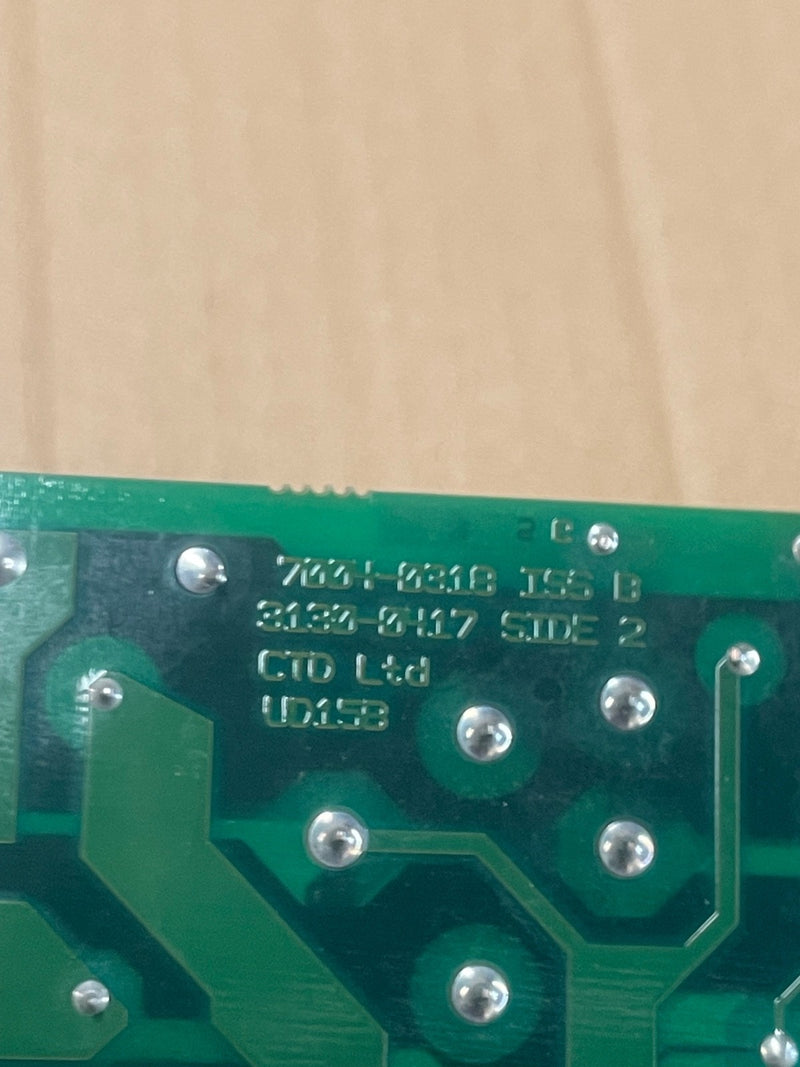 2 C
7004-0318 ISS B
3130-0417 SIDE 2
CTD Ltd
UD15B